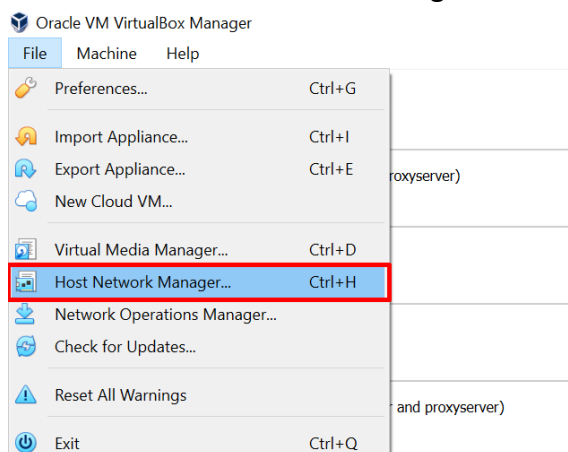 Oracle VM VirtualBox Manager
File Machine Help
Preferences... Ctrl+G
Import Appliance... Ctrl+I
Export Appliance... Ctrl+E
roxyserver)
New Cloud VM...
Virtual Media Manager... Ctrl+D
Host Network Manager... Ctrl+H
Network Operations Manager...
Check for Updates...
Reset All Warnings
and proxyserver)
Exit Ctrl+Q